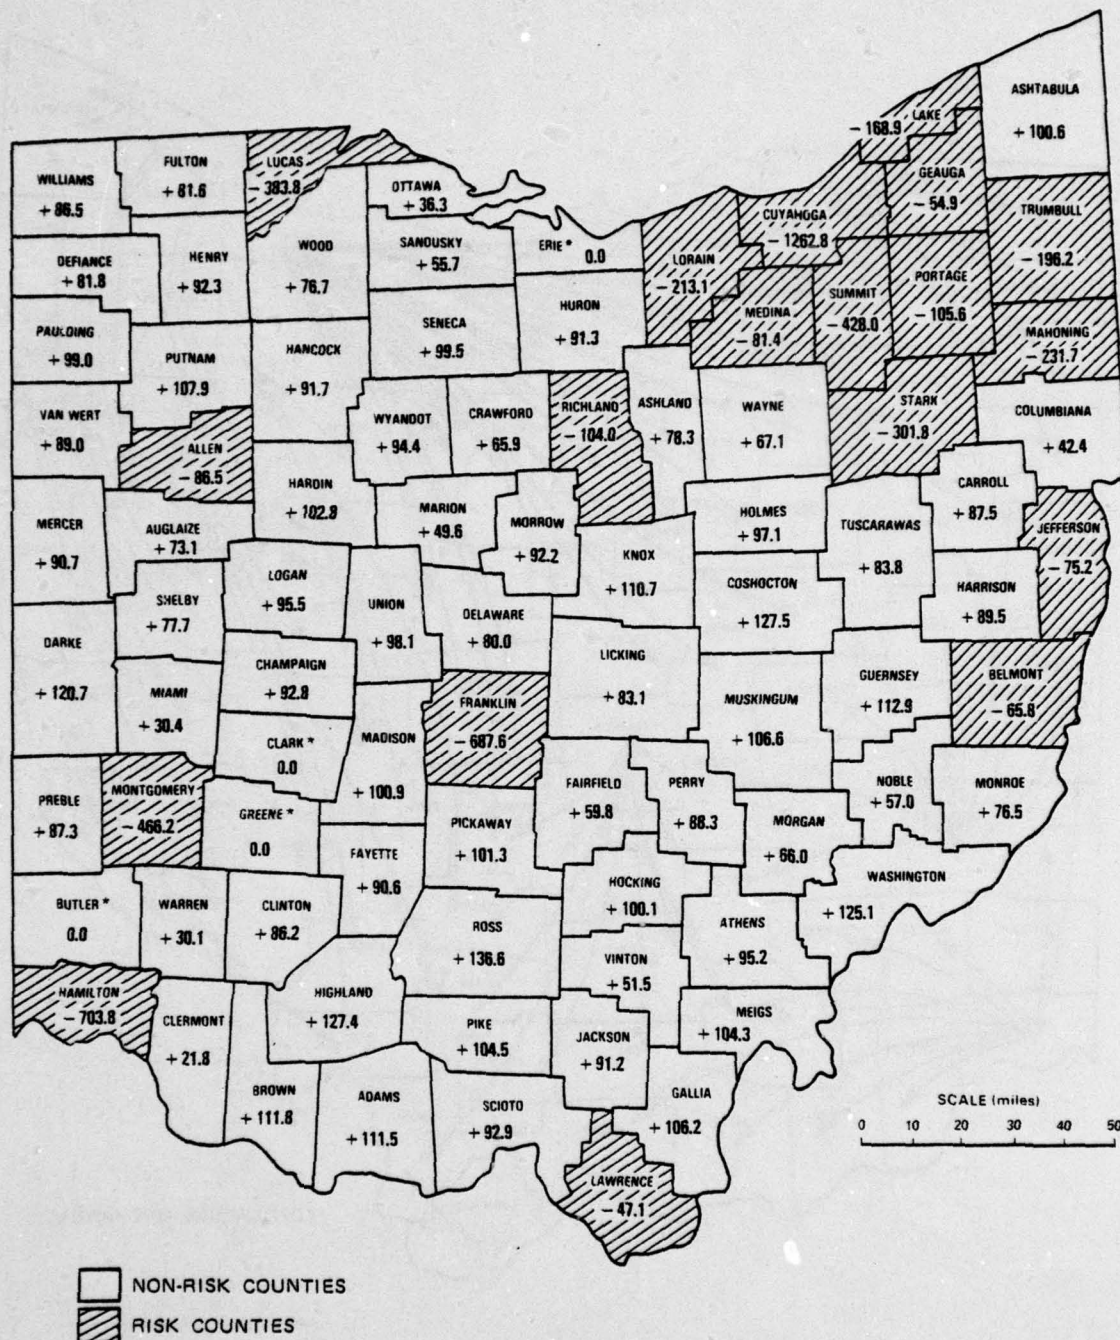 ASHTABULA
+ 100.6
LAKE
- 168.9
GEAUGA
- 54.9
CUYAHOGA
- 1262.8
TRUMBULL
- 196.2
WILLIAMS
+ 86.5
FULTON
+ 81.6
LUCAS
- 383.8
OTTAWA
+ 36.3
WOOD
+ 76.7
SANDUSKY
+ 55.7
ERIE *
0.0
LORAIN
- 213.1
MEDINA
- 81.4
SUMMIT
- 428.0
PORTAGE
- 105.6
MAHONING
- 231.7
DEFIANCE
+ 81.8
HENRY
+ 92.3
PAULDING
+ 99.0
PUTNAM
+ 107.9
HANCOCK
+ 91.7
SENECA
+ 99.5
HURON
+ 91.3
VAN WERT
+ 89.0
ALLEN
- 86.5
WYANDOT
+ 94.4
CRAWFORD
+ 65.9
RICHLAND
- 104.0
ASHLAND
+ 78.3
WAYNE
+ 67.1
STARK
- 301.8
COLUMBIANA
+ 42.4
MERCER
+ 90.7
AUGLAIZE
+ 73.1
HARDIN
+ 102.8
MARION
+ 49.6
MORROW
+ 92.2
KNOX
+ 110.7
HOLMES
+ 97.1
TUSCARAWAS
+ 83.8
CARROLL
+ 87.5
JEFFERSON
- 75.2
HARRISON
+ 89.5
SHELBY
+ 77.7
LOGAN
+ 95.5
UNION
+ 98.1
DELAWARE
+ 80.0
COSHOCTON
+ 127.5
DARKE
+ 120.7
MIAMI
+ 30.4
CHAMPAIGN
+ 92.8
LICKING
+ 83.1
MUSKINGUM
+ 106.6
GUERNSEY
+ 112.9
BELMONT
- 65.8
CLARK *
0.0
MADISON
+ 100.9
FRANKLIN
- 687.6
PREBLE
+ 87.3
MONTGOMERY
- 466.2
GREENE *
0.0
FAYETTE
+ 90.6
PICKAWAY
+ 101.3
FAIRFIELD
+ 59.8
PERRY
+ 88.3
MORGAN
+ 66.0
NOBLE
+ 57.0
MONROE
+ 76.5
WASHINGTON
+ 125.1
BUTLER *
0.0
WARREN
+ 30.1
CLINTON
+ 86.2
ROSS
+ 136.6
HOCKING
+ 100.1
ATHENS
+ 95.2
VINTON
+ 51.5
HAMILTON
- 703.8
CLERMONT
+ 21.8
HIGHLAND
+ 127.4
PIKE
+ 104.5
JACKSON
+ 91.2
MEIGS
+ 104.3
BROWN
+ 111.8
ADAMS
+ 111.5
SCIOTO
+ 92.9
GALLIA
+ 106.2
LAWRENCE
- 47.1
SCALE (miles)
0 10 20 30 40 50
NON-RISK COUNTIES
RISK COUNTIES